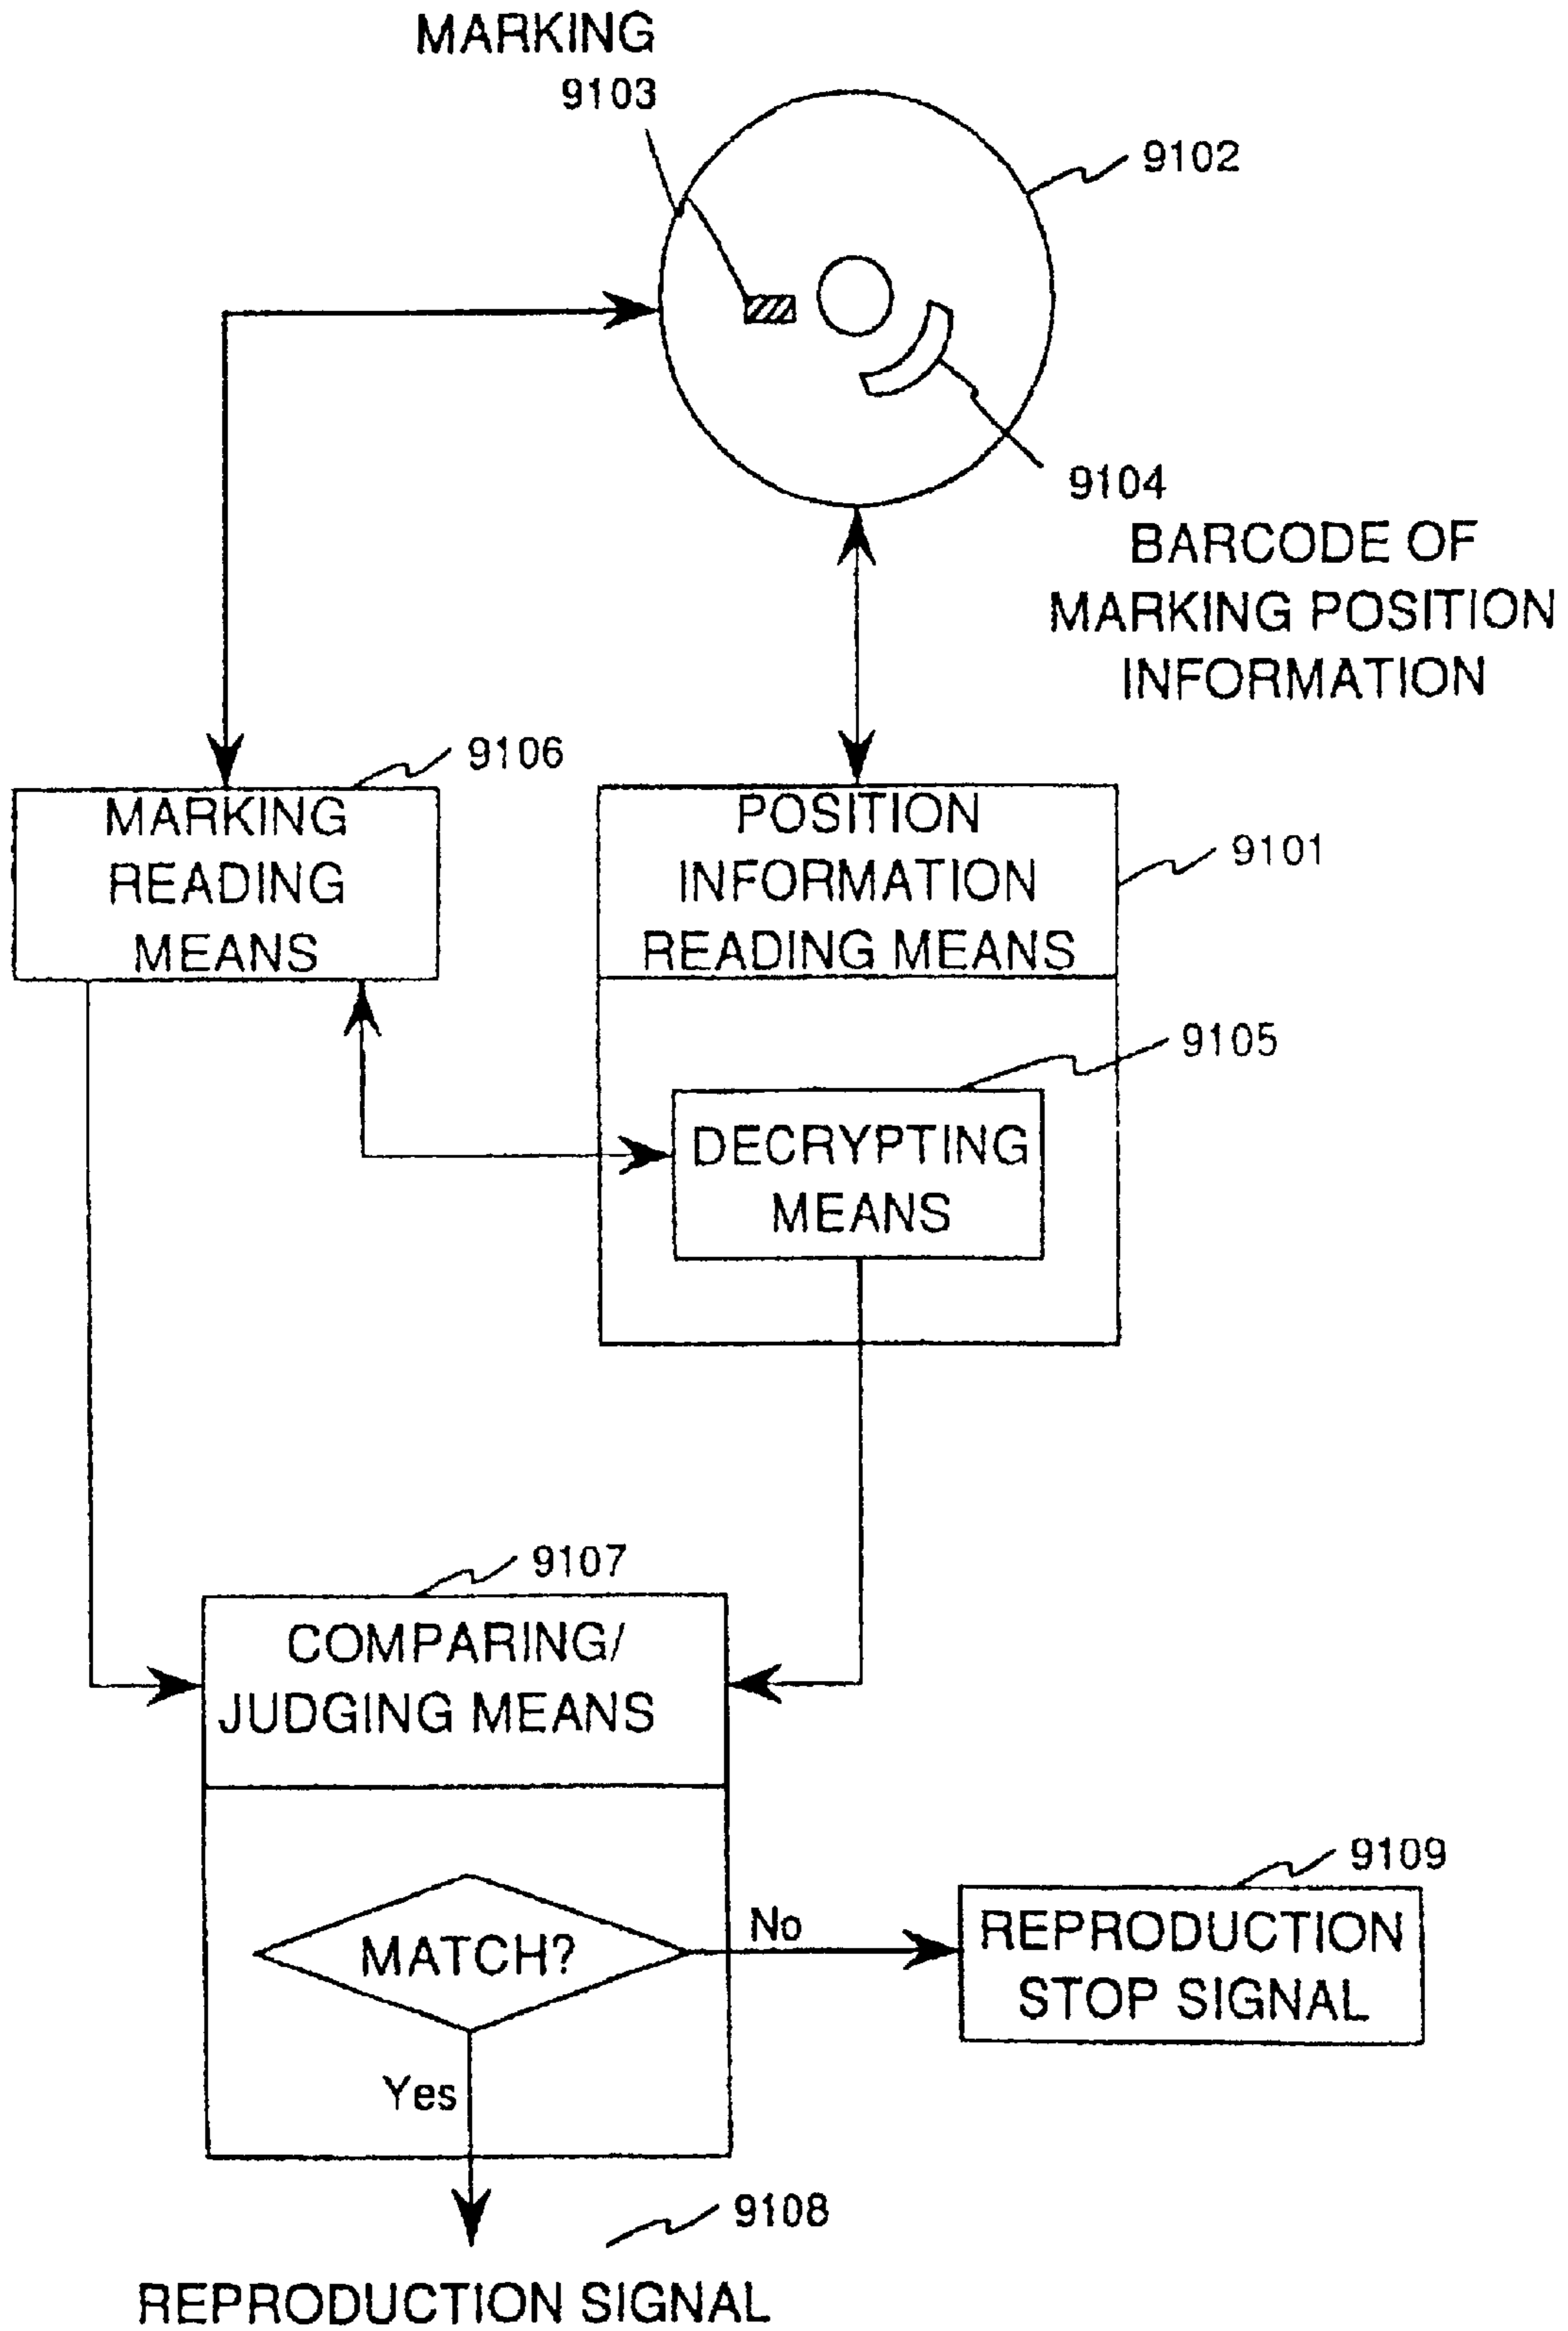 MARKING
9103
9102
9104
BARCODE OF
MARKING POSITION
INFORMATION
9106
MARKING
READING
MEANS
POSITION
INFORMATION
READING MEANS
9101
9105
DECRYPTING
MEANS
9107
COMPARING/
JUDGING MEANS
MATCH?
No
Yes
9109
REPRODUCTION
STOP SIGNAL
9108
REPRODUCTION SIGNAL